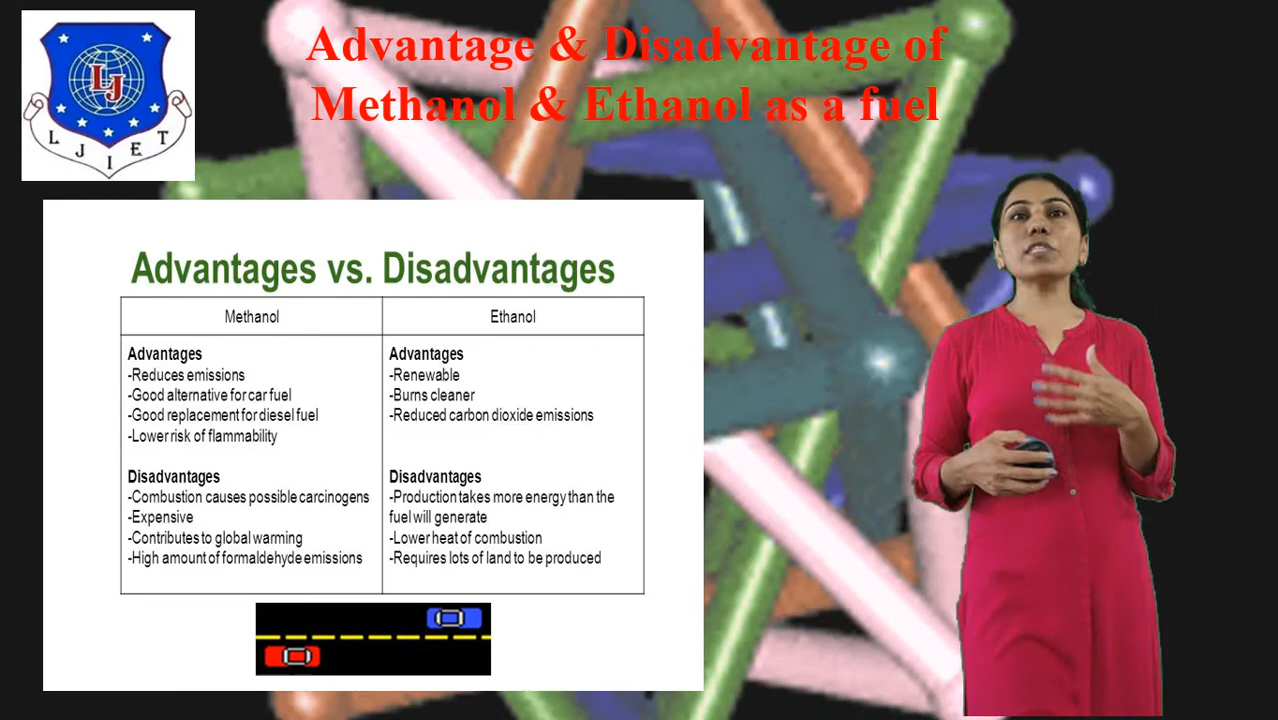 Advantage & Disadvantage of
Methanol & Ethanol as a fuel
LJ
LJIET
Advantages vs. Disadvantages
Methanol
Ethanol
Advantages
-Reduces emissions
-Good alternative for car fuel
-Good replacement for diesel fuel
-Lower risk of flammability
Disadvantages
-Combustion causes possible carcinogens
-Expensive
-Contributes to global warming
-High amount of formaldehyde emissions
Advantages
-Renewable
-Burns cleaner
-Reduced carbon dioxide emissions
Disadvantages
-Production takes more energy than the
fuel will generate
-Lower heat of combustion
-Requires lots of land to be produced